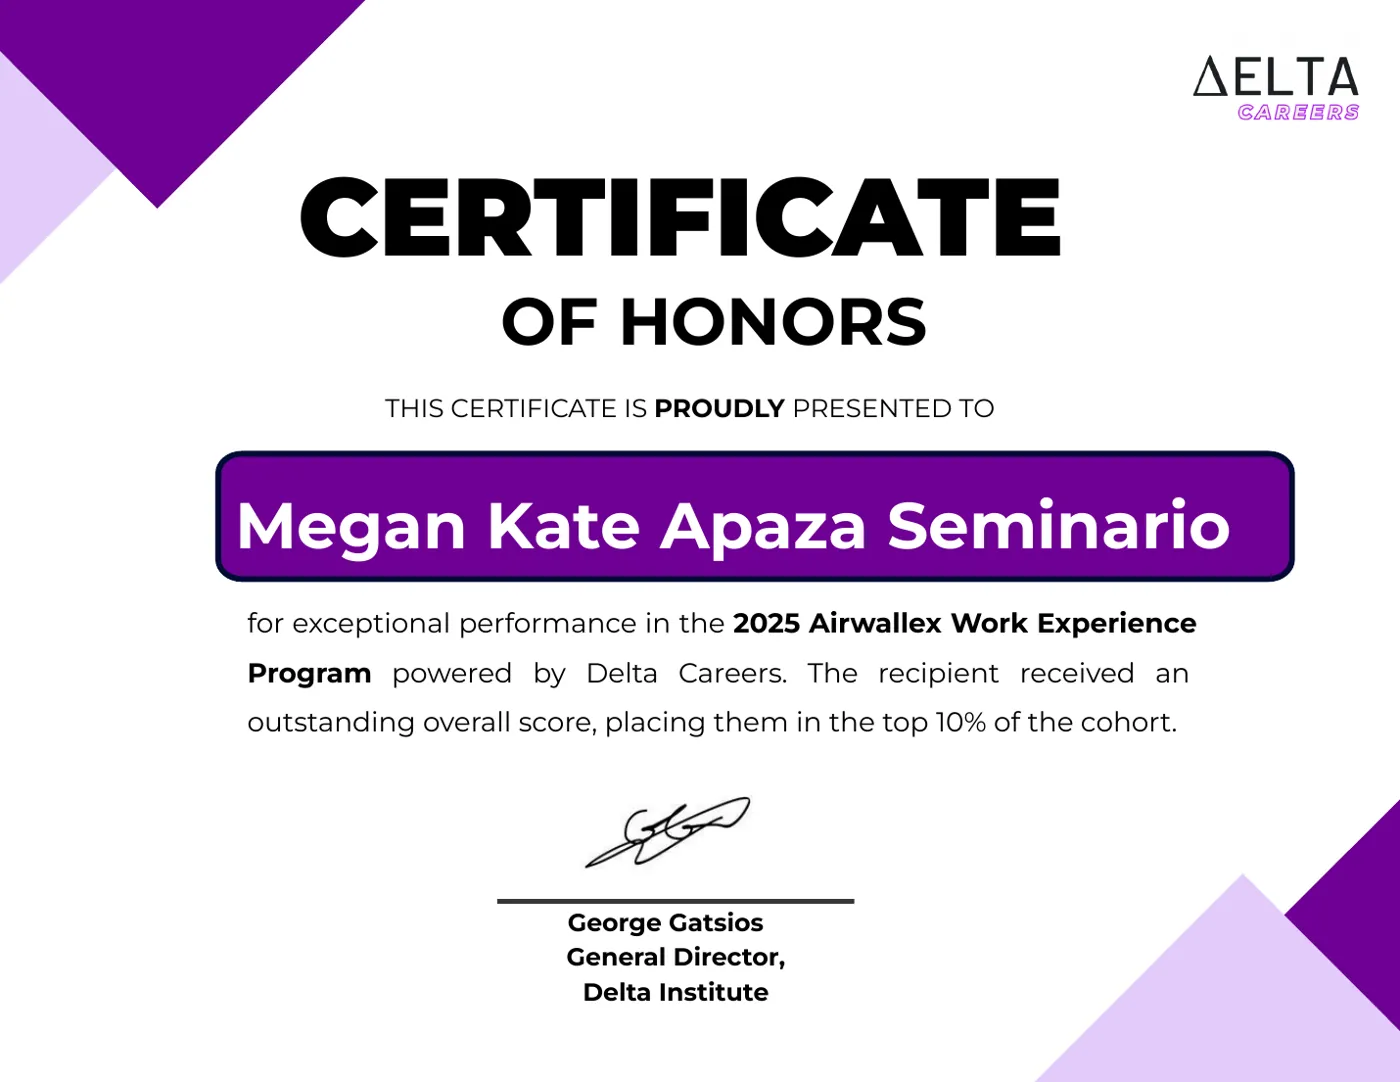 ΔELTA
CAREERS
CERTIFICATE
OF HONORS
THIS CERTIFICATE IS PROUDLY PRESENTED TO
Megan Kate Apaza Seminario
for exceptional performance in the 2025 Airwallex Work Experience
Program powered by Delta Careers. The recipient received an
outstanding overall score, placing them in the top 10% of the cohort.
George Gatsios
General Director,
Delta Institute